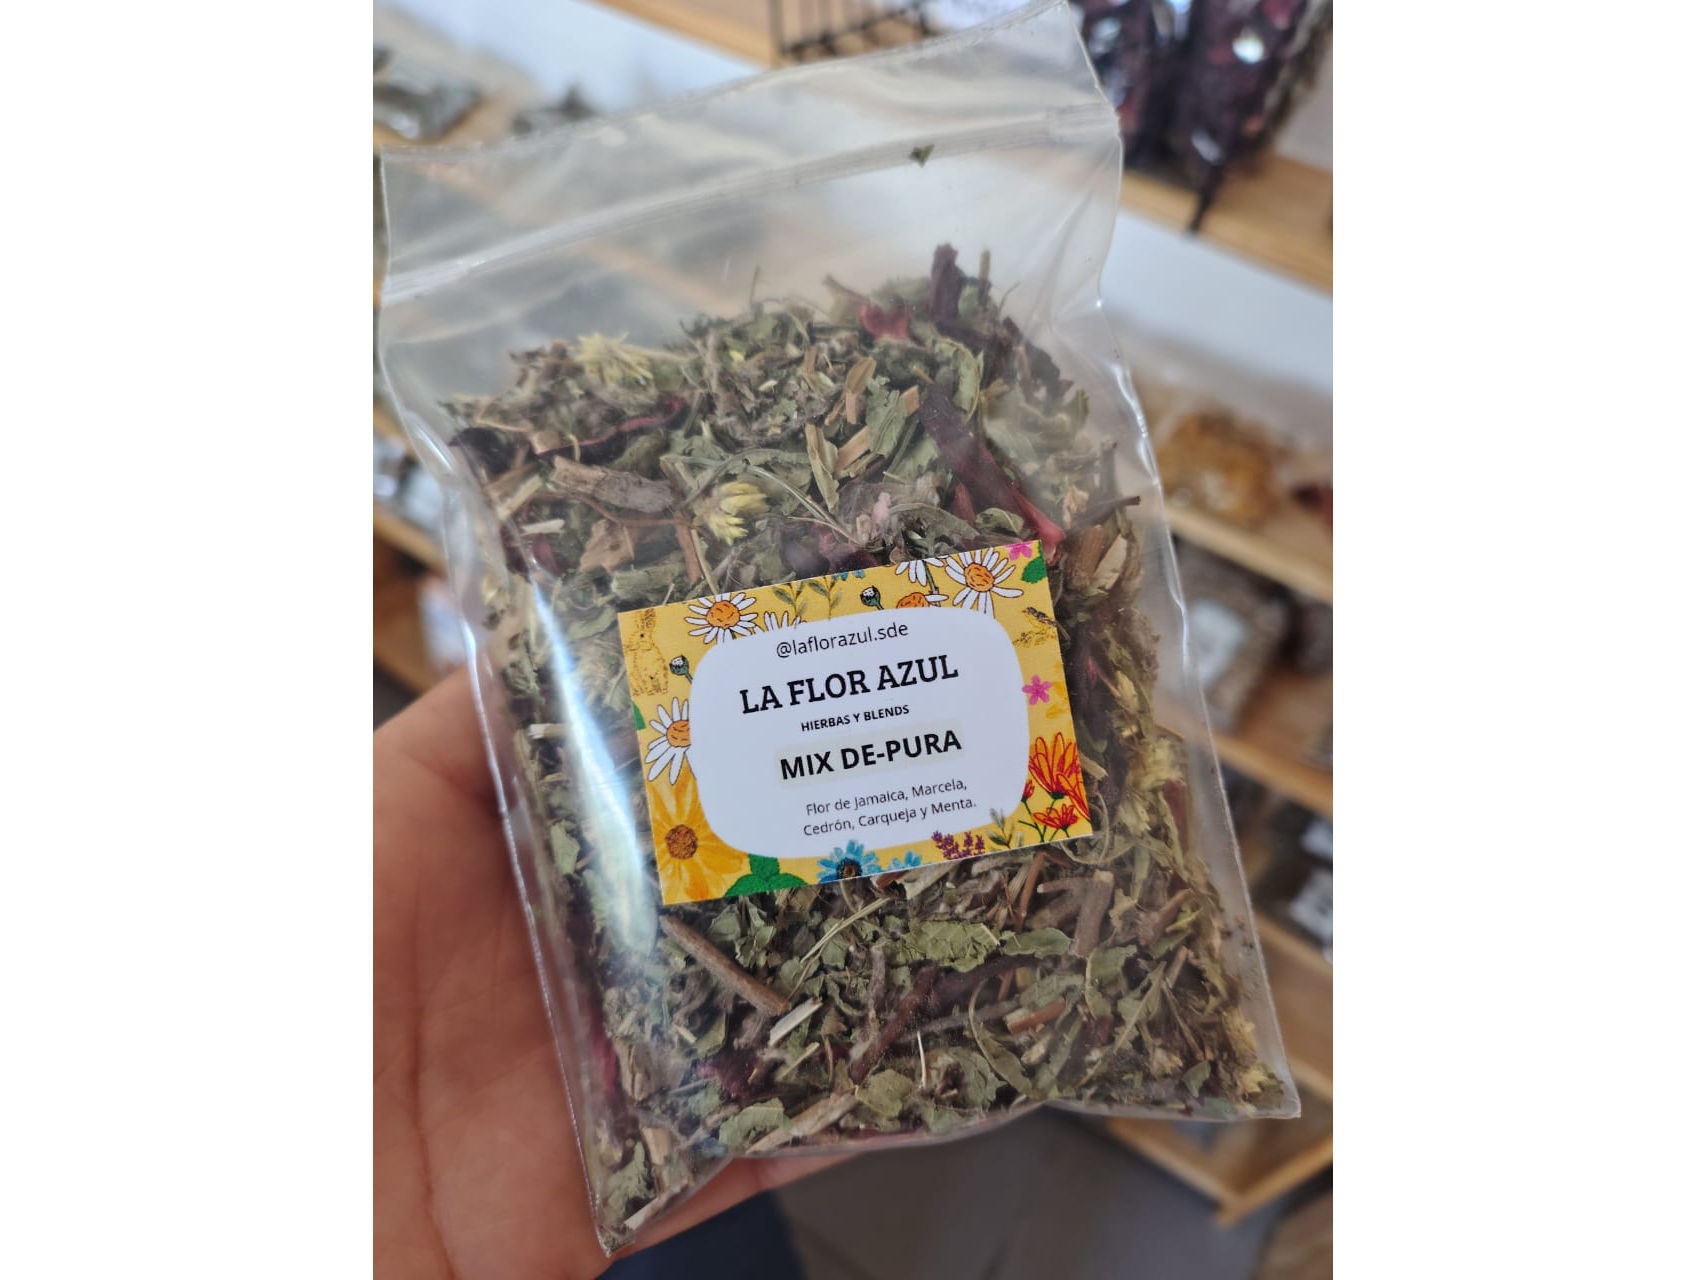 @laflorazul.sde
LA FLOR AZUL
HIERBAS Y BLENDS
MIX DE-PURA
Flor de Jamaica, Marcela,
Cedrón, Carqueja y Menta.